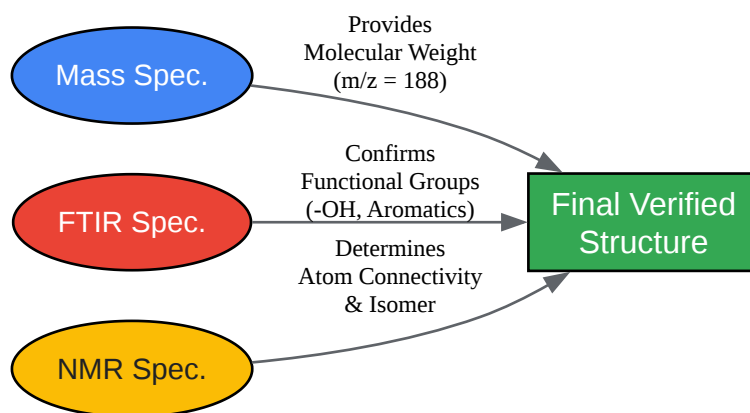 Mass Spec.
Provides
Molecular Weight
(m/z = 188)
FTIR Spec.
Confirms
Functional Groups
(-OH, Aromatics)
NMR Spec.
Determines
Atom Connectivity
& Isomer
Final Verified
Structure